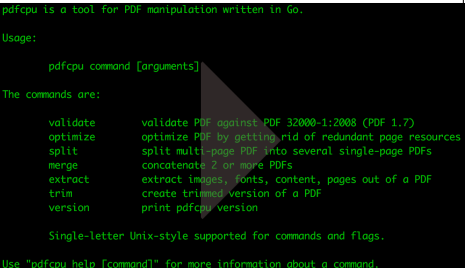 pdfcpu is a tool for PDF manipulation written in Go.
Usage:
pdfcpu command [arguments]
The commands are:
validate validate PDF against PDF 32000-1:2008 (PDF 1.7)
optimize optimize PDF by getting rid of redundant page resources
split split multi-page PDF into several single-page PDFs
merge concatenate 2 or more PDFs
extract extract images, fonts, content, pages out of a PDF
trim create trimmed version of a PDF
version print pdfcpu version
Single-letter Unix-style supported for commands and flags.
Use "pdfcpu help [command]" for more information about a command.